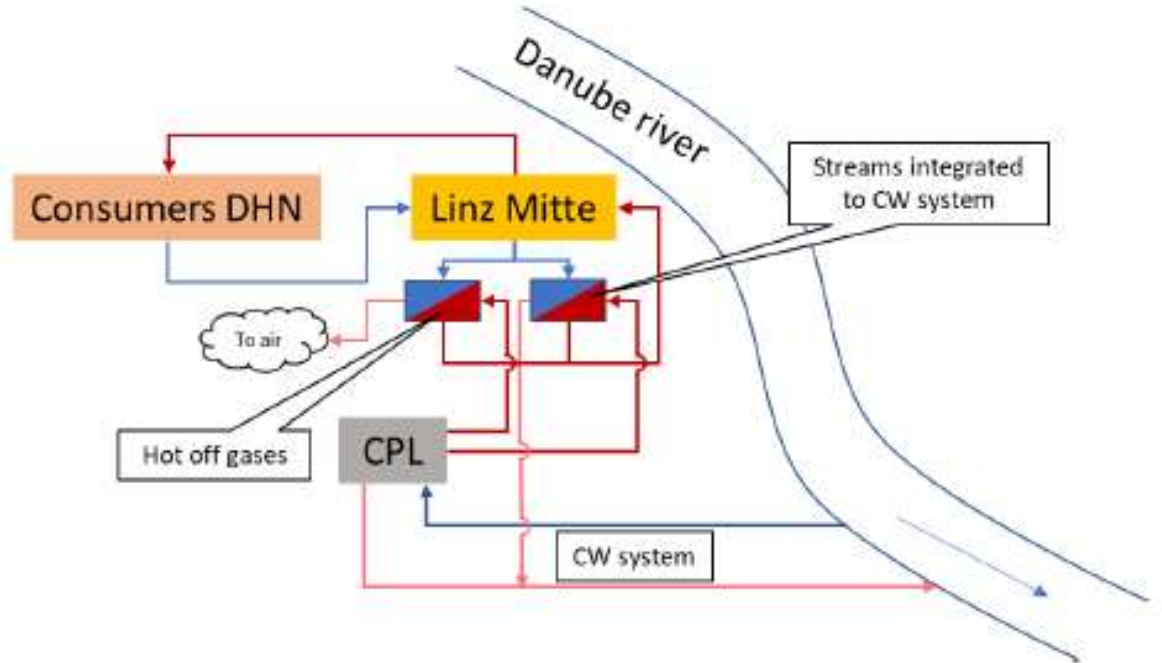 Danube river
Streams integrated
to CW system
Consumers DHN
Linz Mitte
To air
Hot off gases
CPL
CW system